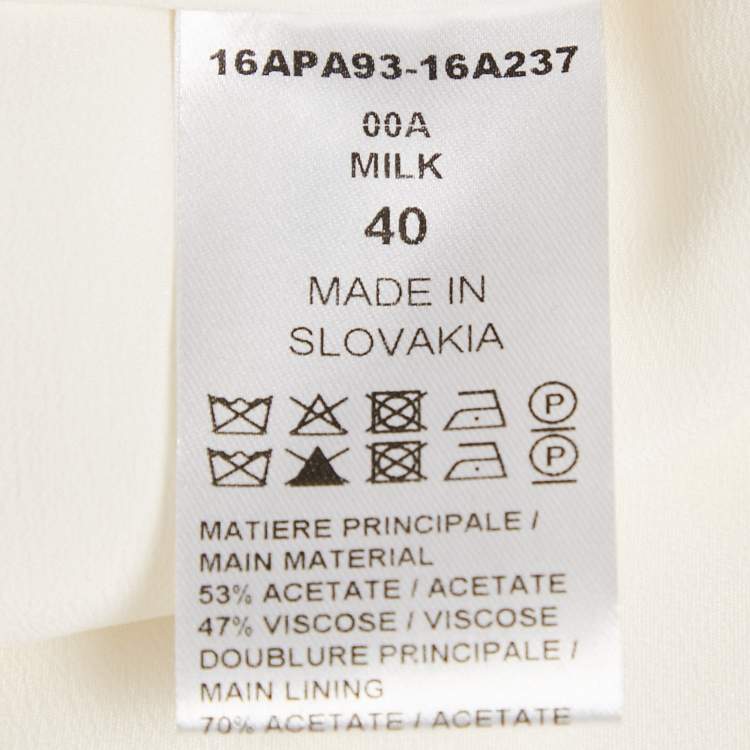 16APA93-16A237
00A
MILK
40
MADE IN
SLOVAKIA
P
P
MATIERE PRINCIPALE /
MAIN MATERIAL
53% ACETATE / ACETATE
47% VISCOSE / VISCOSE
DOUBLURE PRINCIPALE /
MAIN LINING
70% ACETATE / ACETATE